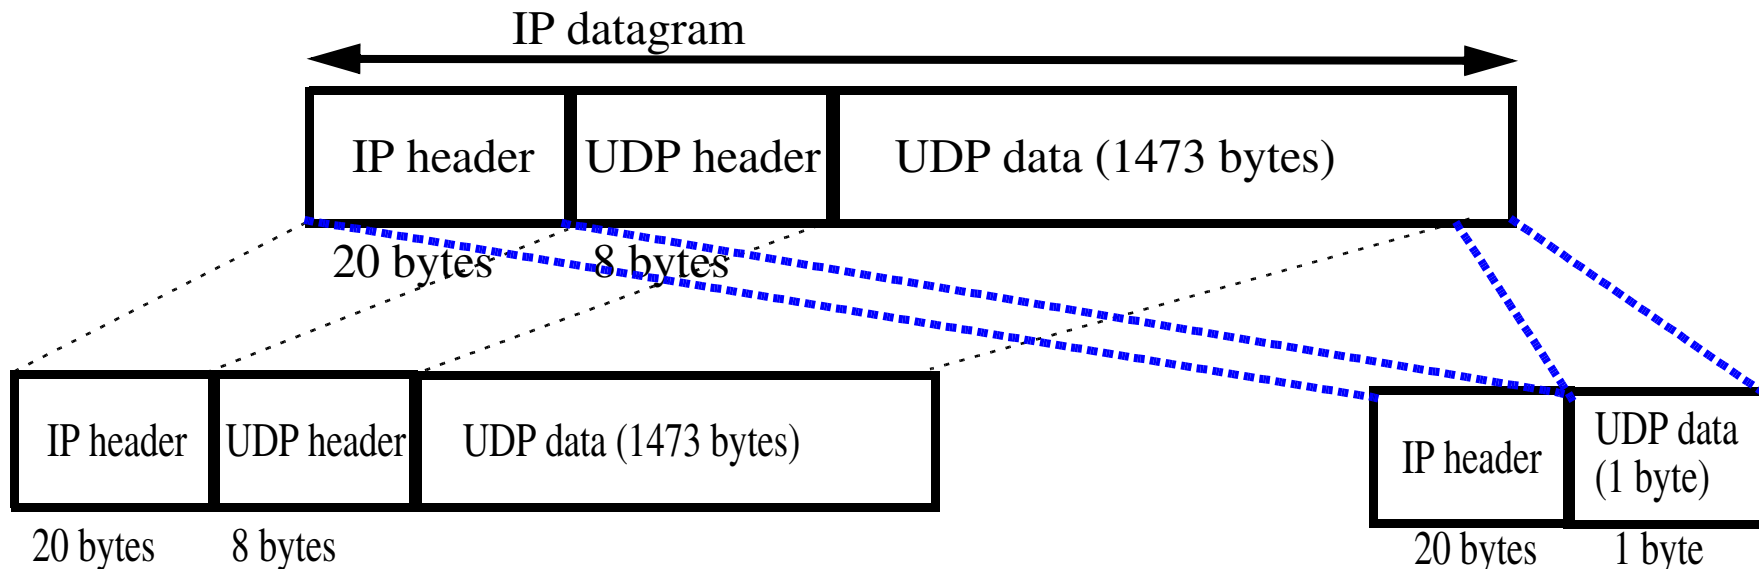 IP datagram
IP header
UDP header
UDP data (1473 bytes)
20 bytes
8 bytes
IP header
UDP header
UDP data (1473 bytes)
20 bytes
8 bytes
IP header
UDP data
(1 byte)
20 bytes
1 byte